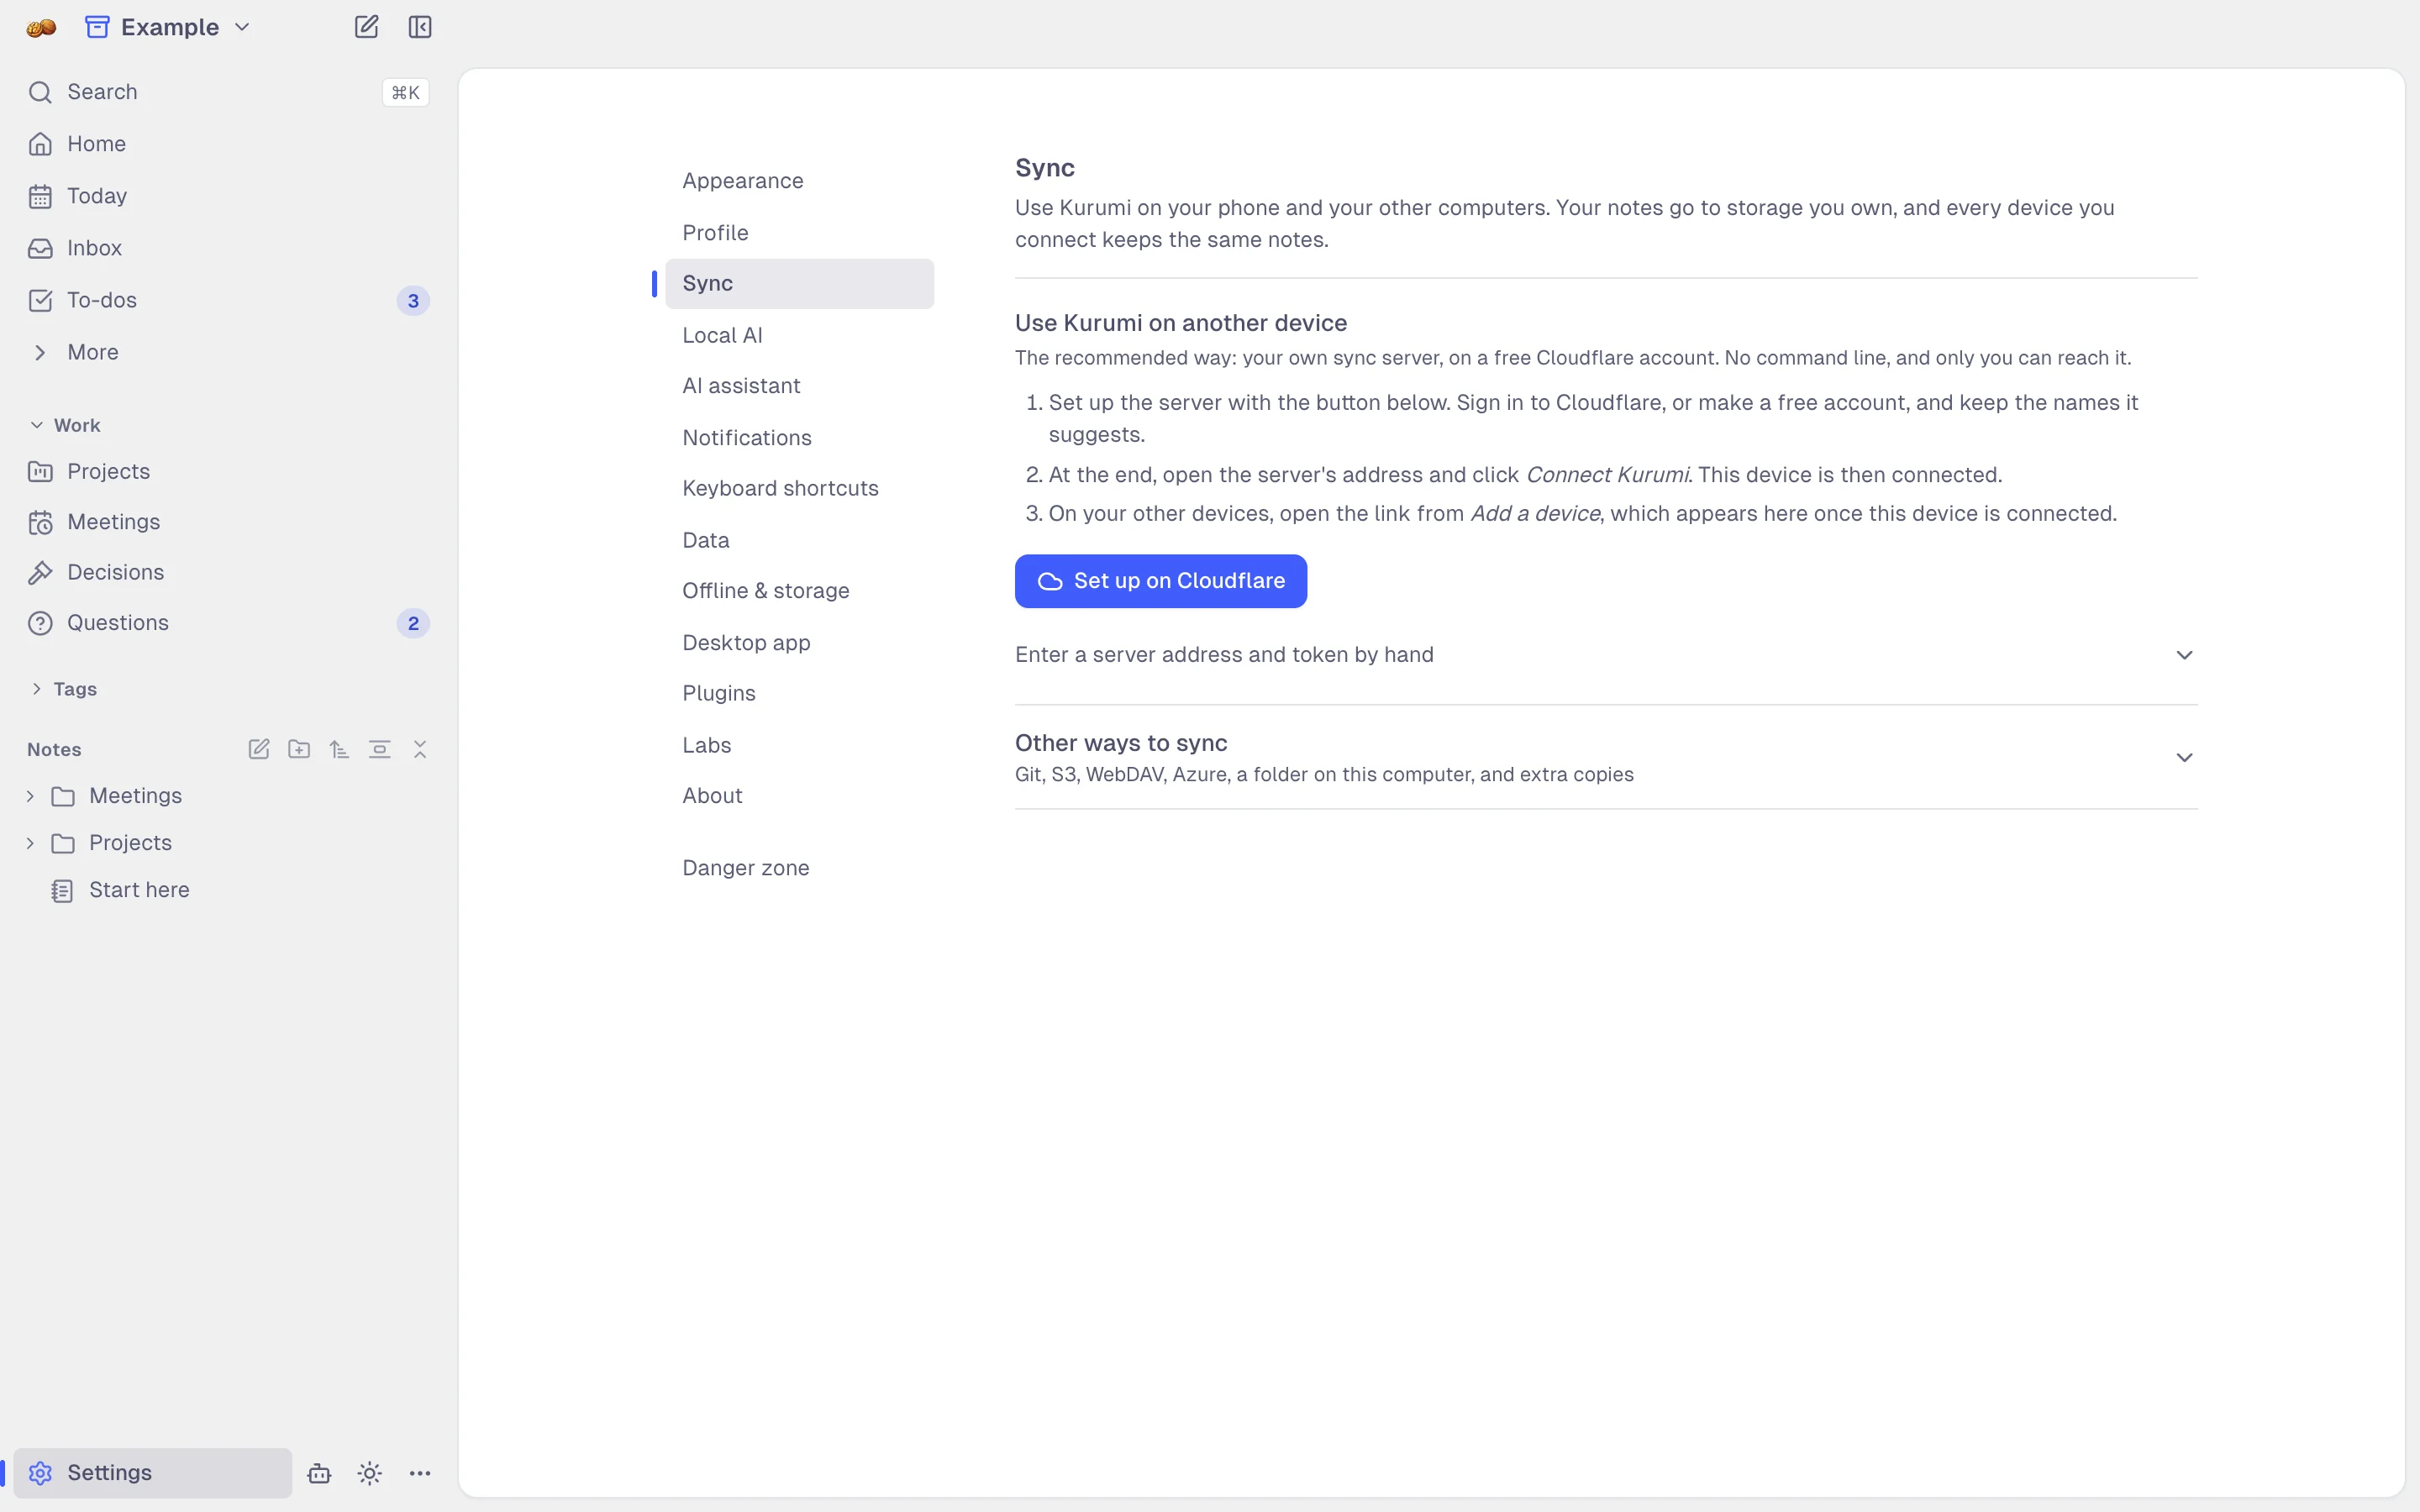 Example
Search
⌘K
Home
Today
Inbox
To-dos
3
More
Work
Projects
Meetings
Decisions
Questions
2
Tags
Notes
Meetings
Projects
Start here
Settings
Appearance
Profile
Sync
Local AI
AI assistant
Notifications
Keyboard shortcuts
Data
Offline & storage
Desktop app
Plugins
Labs
About
Danger zone
Sync
Use Kurumi on your phone and your other computers. Your notes go to storage you own, and every device you
connect keeps the same notes.
Use Kurumi on another device
The recommended way: your own sync server, on a free Cloudflare account. No command line, and only you can reach it.
1. Set up the server with the button below. Sign in to Cloudflare, or make a free account, and keep the names it
suggests.
2. At the end, open the server's address and click Connect Kurumi. This device is then connected.
3. On your other devices, open the link from Add a device, which appears here once this device is connected.
Set up on Cloudflare
Enter a server address and token by hand
Other ways to sync
Git, S3, WebDAV, Azure, a folder on this computer, and extra copies